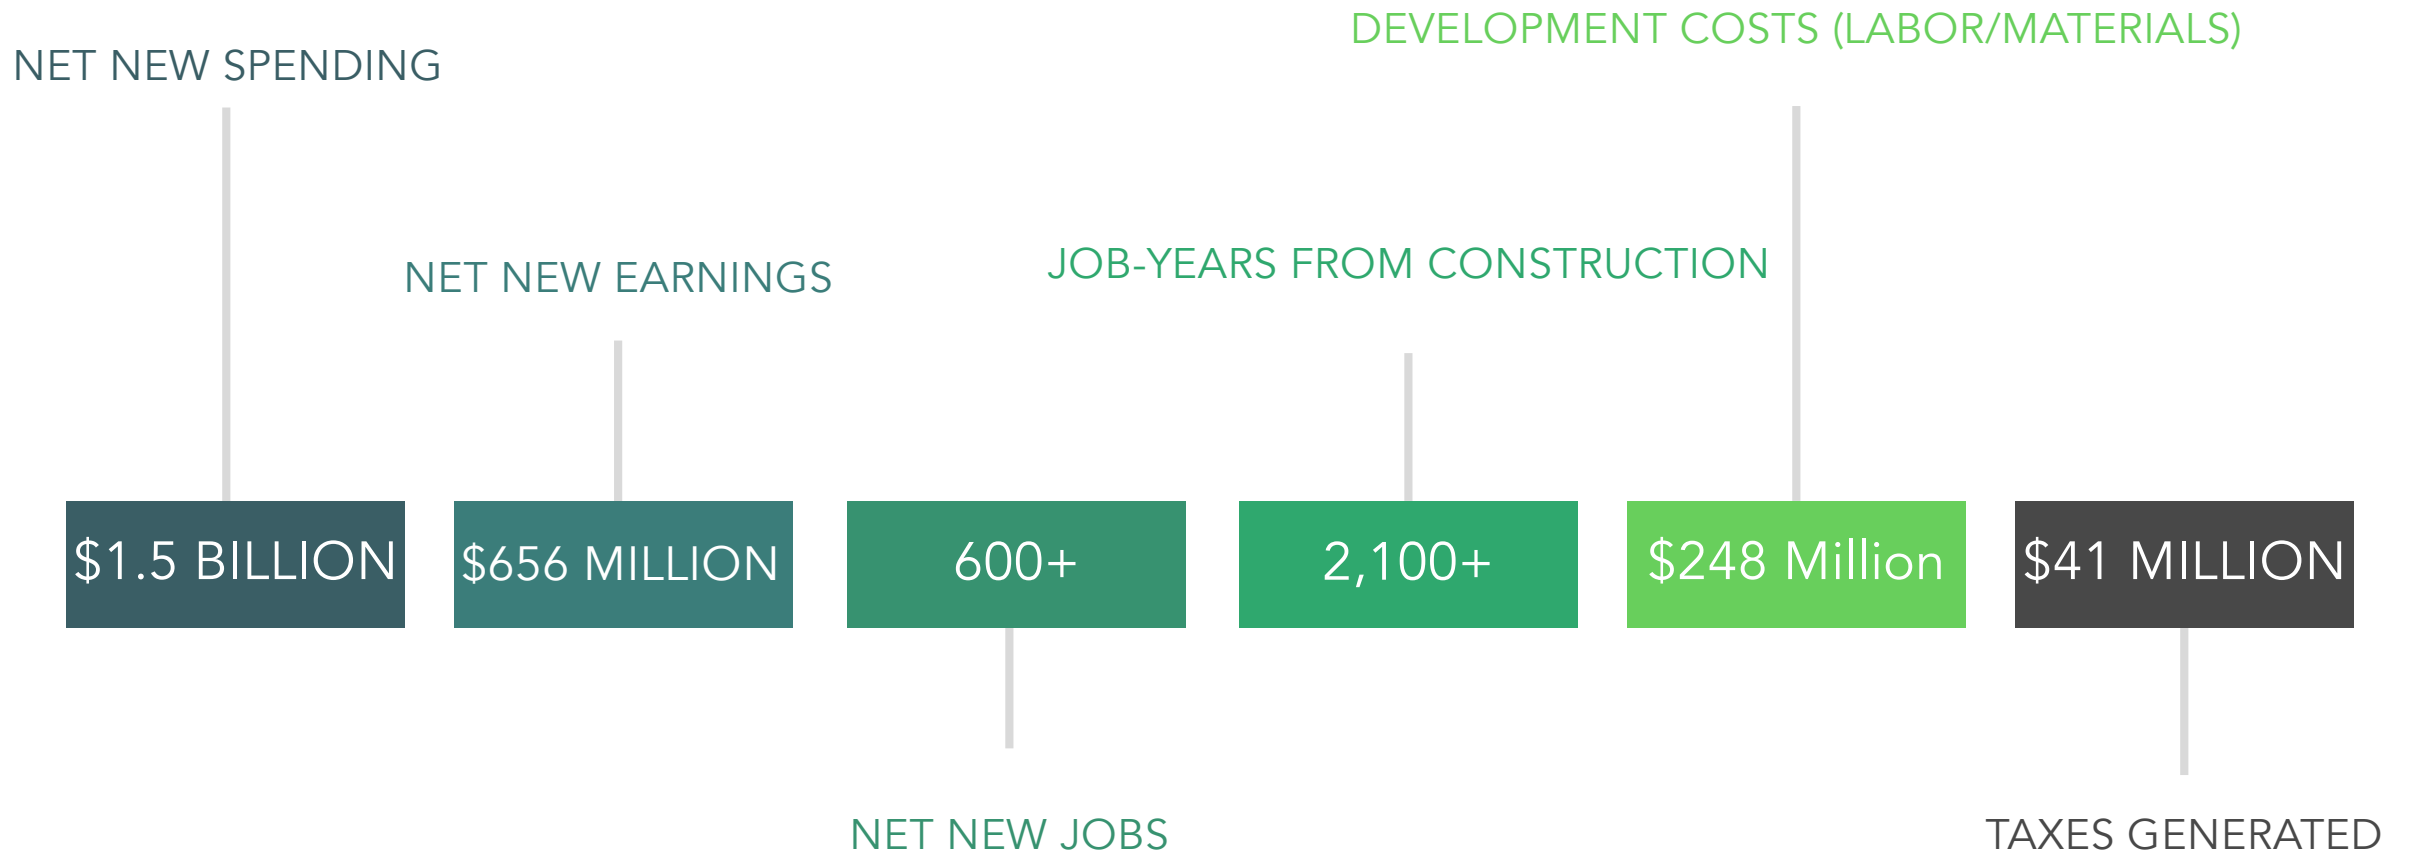 DEVELOPMENT COSTS (LABOR/MATERIALS)
NET NEW SPENDING
JOB-YEARS FROM CONSTRUCTION
NET NEW EARNINGS
$1.5 BILLION
$656 MILLION
600+
2,100+
$248 Million
$41 MILLION
NET NEW JOBS
TAXES GENERATED